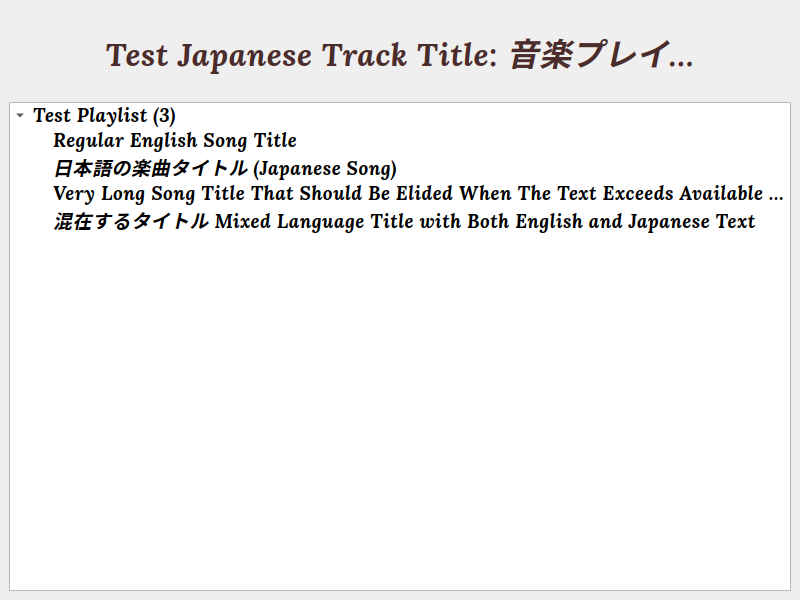 Test Japanese Track Title: 音楽プレイ...
Test Playlist (3)
Regular English Song Title
日本語の楽曲タイトル (Japanese Song)
Very Long Song Title That Should Be Elided When The Text Exceeds Available ...
混在するタイトル Mixed Language Title with Both English and Japanese Text